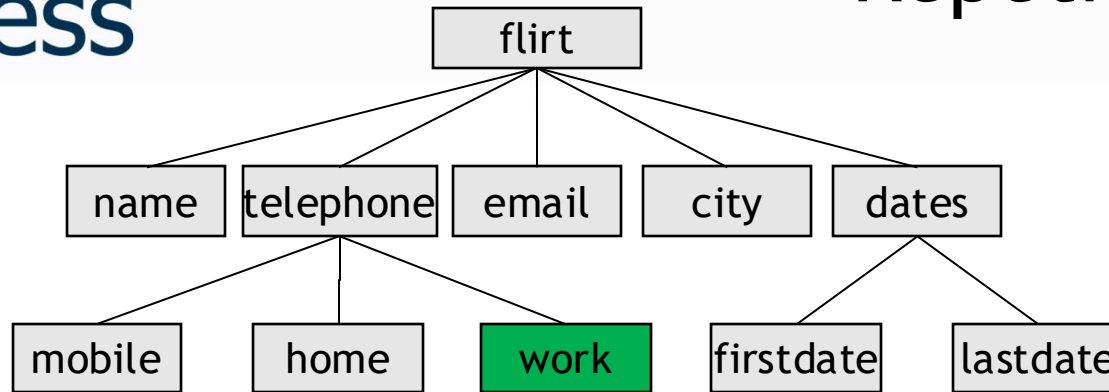 ess
flirt
name telephone email city dates
mobile home work firstdate lastdate